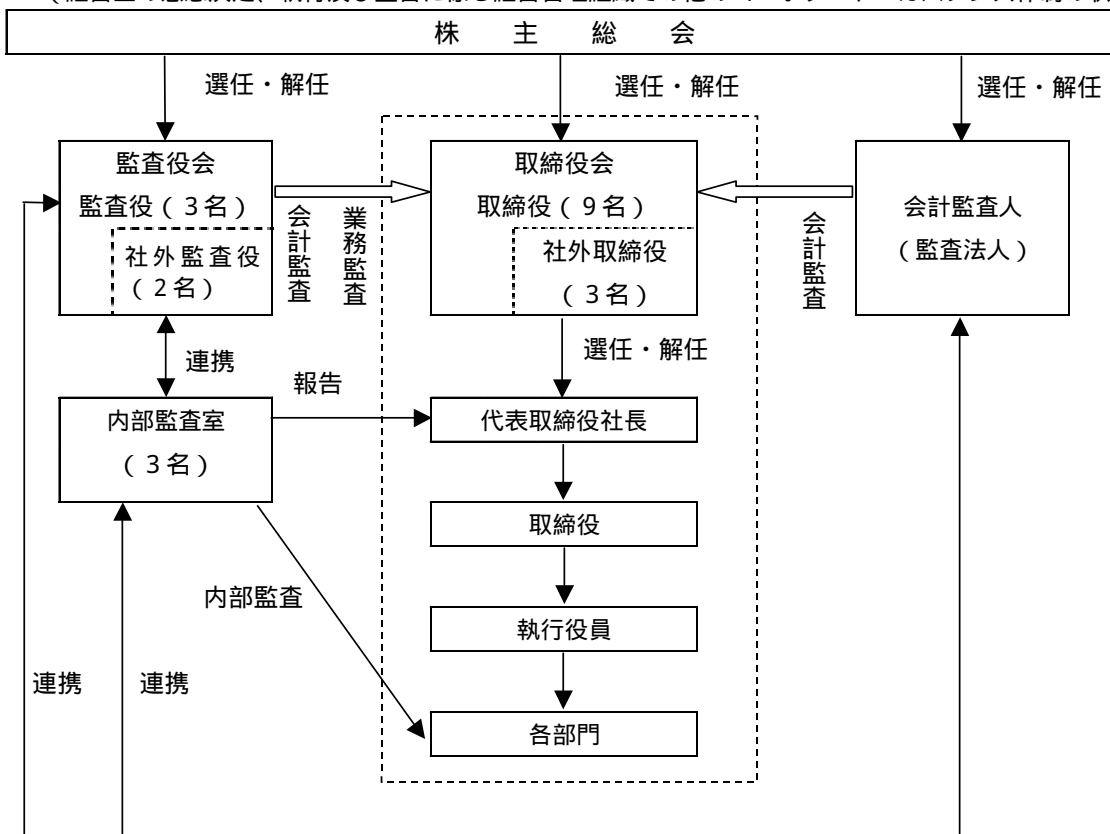 株主総会
選任・解任
選任・解任
選任・解任
監査役会
監査役（３名）
社外監査役
（２名）
会計監査
業務監査
取締役会
取締役（９名）
社外取締役
（３名）
会計監査
会計監査人
（監査法人）
連携
選任・解任
報告
内部監査室
（３名）
代表取締役社長
取締役
内部監査
執行役員
連携
連携
各部門